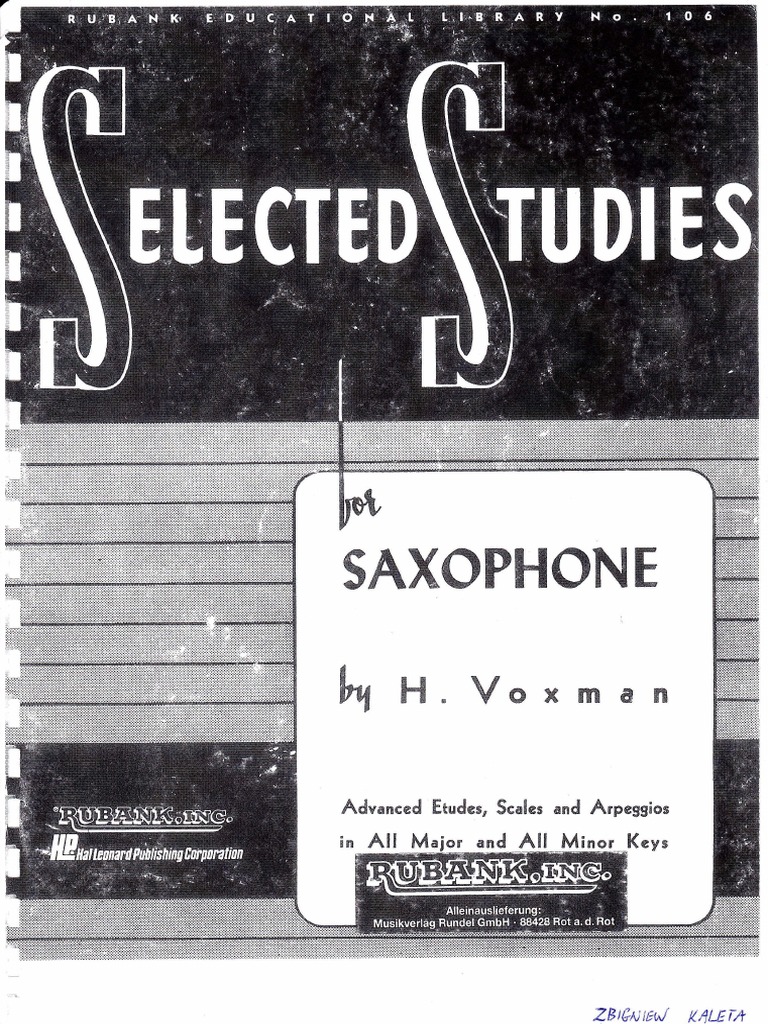 RUBANK EDUCATIONAL LIBRARY No. 106
SELECTED STUDIES
for
SAXOPHONE
by H. Voxman
Advanced Etudes, Scales and Arpeggios
in All Major and All Minor Keys
RUBANK, INC.
HL Hal Leonard Publishing Corporation
RUBANK, INC.
Alleinauslieferung:
Musikverlag Rundel GmbH · 88428 Rot a. d. Rot
ZBIGNIEW KALETA